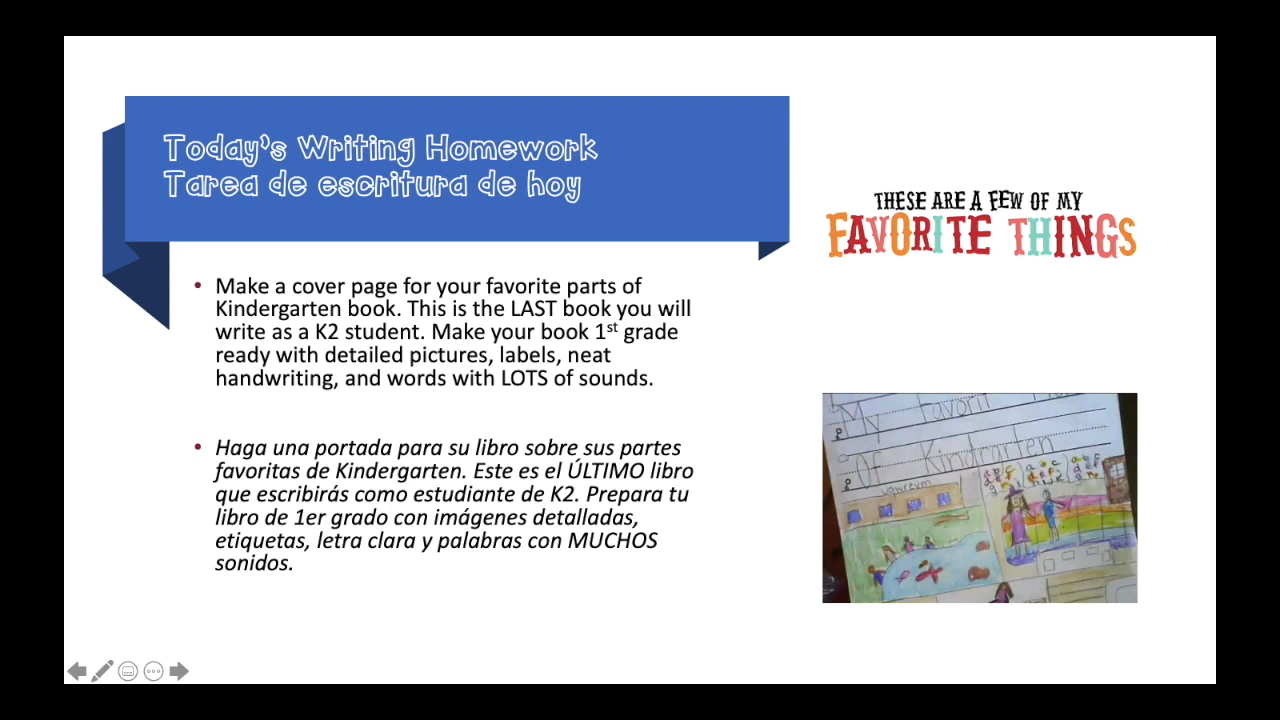 Today's Writing Homework
Tarea de escritura de hoy
THESE ARE A FEW OF MY
FAVORITE THINGS
• Make a cover page for your favorite parts of
Kindergarten book. This is the LAST book you will
write as a K2 student. Make your book 1st grade
ready with detailed pictures, labels, neat
handwriting, and words with LOTS of sounds.
• Haga una portada para su libro sobre sus partes
favoritas de Kindergarten. Este es el ÚLTIMO libro
que escribirás como estudiante de K2. Prepara tu
libro de 1er grado con imágenes detalladas,
etiquetas, letra clara y palabras con MUCHOS
sonidos.
My Favorit
Of Kindrarten